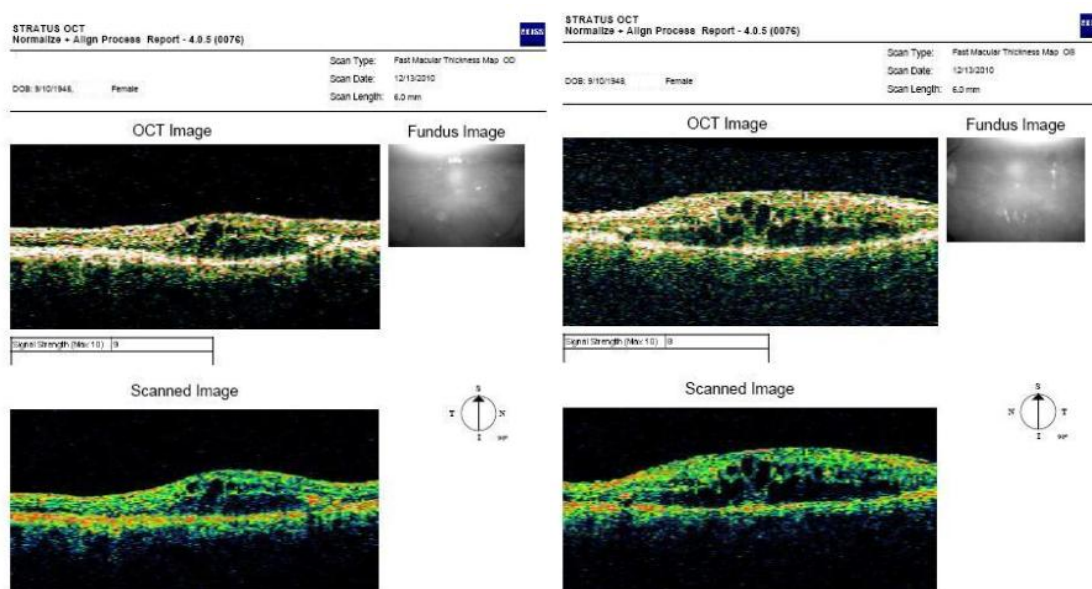 STRATUS OCT
Normalize + Align Process Report - 4.0.5 (0076)
ZEISS
Scan Type: Fast Macular Thickness Map OD
Scan Date: 12/13/2010
DOB: 9/10/1948, Female
Scan Length: 6.0 mm
OCT Image
Fundus Image
Signal Strength (Max 10) 9
Scanned Image
S
T N
I
90°
STRATUS OCT
Normalize + Align Process Report - 4.0.5 (0076)
ZEISS
Scan Type: Fast Macular Thickness Map OS
Scan Date: 12/13/2010
DOB: 9/10/1948, Female
Scan Length: 6.0 mm
OCT Image
Fundus Image
Signal Strength (Max 10) 8
Scanned Image
S
N T
I
90°